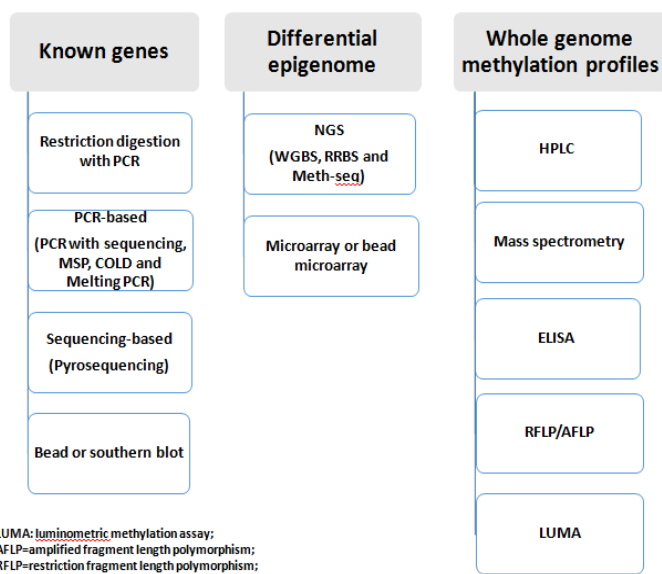 Known genes
Restriction digestion
with PCR
PCR-based
(PCR with sequencing,
MSP, COLD and
Melting PCR)
Sequencing-based
(Pyrosequencing)
Bead or southern blot
Differential
epigenome
NGS
(WGBS, RRBS and
Meth-seq)
Microarray or bead
microarray
Whole genome
methylation profiles
HPLC
Mass spectrometry
ELISA
RFLP/AFLP
LUMA
LUMA: luminometric methylation assay;
AFLP=amplified fragment length polymorphism;
RFLP=restriction fragment length polymorphism;